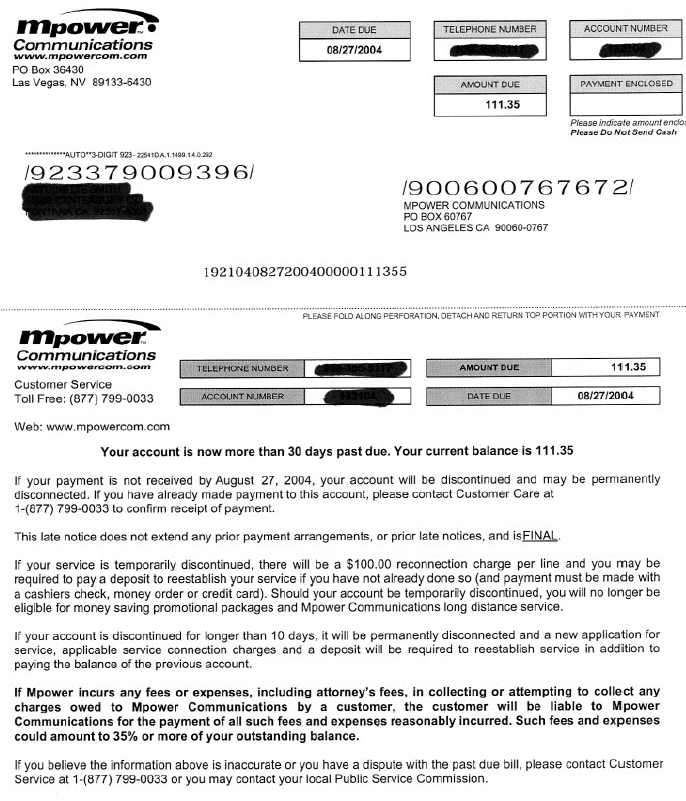 mpower
Communications
www.mpowercom.com
PO Box 36430
Las Vegas, NV 89133-6430
DATE DUE
08/27/2004
TELEPHONE NUMBER
ACCOUNT NUMBER
AMOUNT DUE
111.35
PAYMENT ENCLOSED
Please indicate amount enclo
Please Do Not Send Cash
**************AUTO**3-DIGIT 923 - 22541DA.1.1499.14.0.292
/923379009396/
/900600767672/
MPOWER COMMUNICATIONS
PO BOX 60767
LOS ANGELES CA 90060-0767
1921040827200400000111355
PLEASE FOLD ALONG PERFORATION, DETACH AND RETURN TOP PORTION WITH YOUR PAYMENT
mpower
Communications
www.mpowercom.com
Customer Service
Toll Free: (877) 799-0033
Web: www.mpowercom.com
TELEPHONE NUMBER
AMOUNT DUE 111.35
ACCOUNT NUMBER
DATE DUE 08/27/2004
Your account is now more than 30 days past due. Your current balance is 111.35
If your payment is not received by August 27, 2004, your account will be discontinued and may be permanently
disconnected. If you have already made payment to this account, please contact Customer Care at
1-(877) 799-0033 to confirm receipt of payment.
This late notice does not extend any prior payment arrangements, or prior late notices, and is FINAL.
If your service is temporarily discontinued, there will be a $100.00 reconnection charge per line and you may be
required to pay a deposit to reestablish your service if you have not already done so (and payment must be made with
a cashiers check, money order or credit card). Should your account be temporarily discontinued, you will no longer be
eligible for money saving promotional packages and Mpower Communications long distance service.
If your account is discontinued for longer than 10 days, it will be permanently disconnected and a new application for
service, applicable service connection charges and a deposit will be required to reestablish service in addition to
paying the balance of the previous account.
If Mpower incurs any fees or expenses, including attorney's fees, in collecting or attempting to collect any
charges owed to Mpower Communications by a customer, the customer will be liable to Mpower
Communications for the payment of all such fees and expenses reasonably incurred. Such fees and expenses
could amount to 35% or more of your outstanding balance.
If you believe the information above is inaccurate or you have a dispute with the past due bill, please contact Customer
Service at 1-(877) 799-0033 or you may contact your local Public Service Commission.